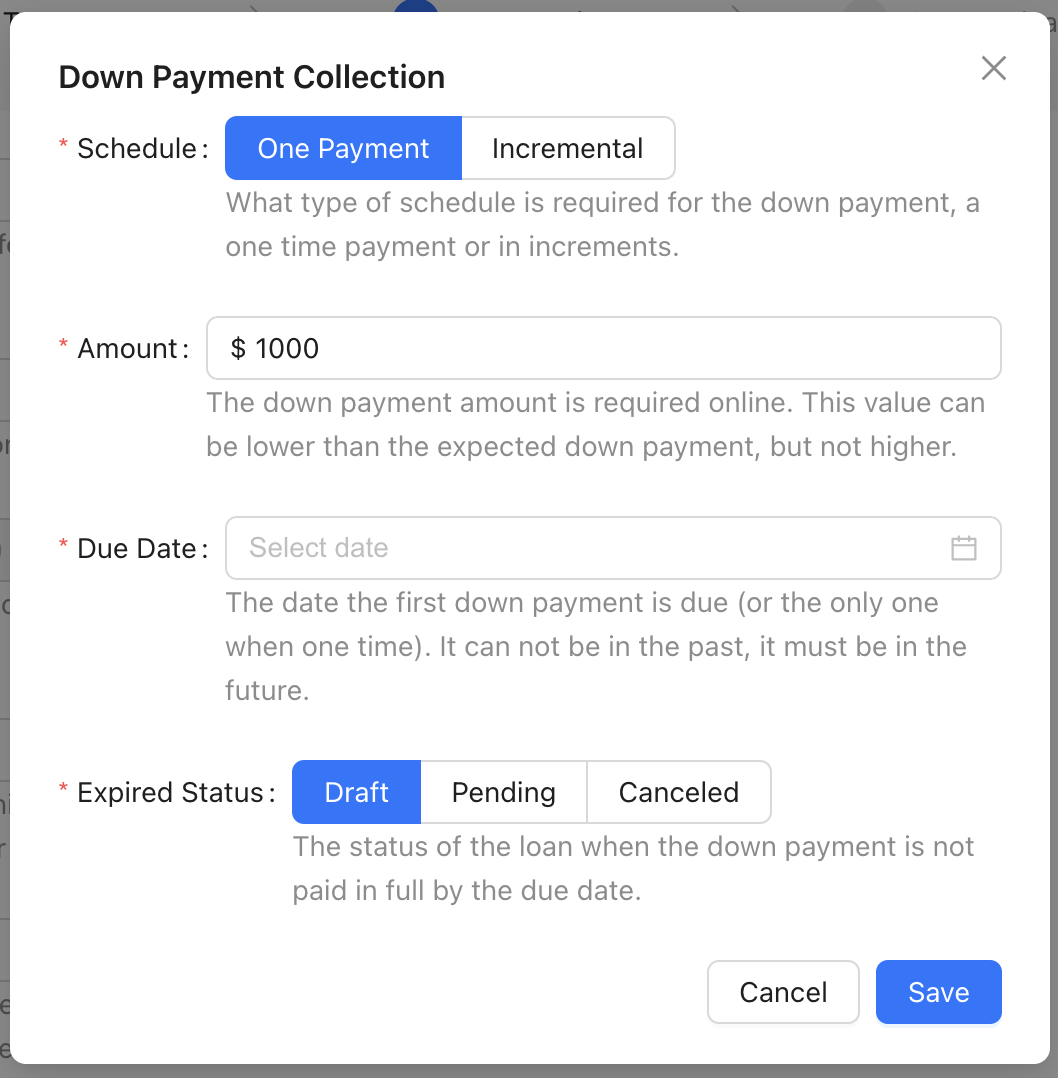 Down Payment Collection
* Schedule: One Payment Incremental
What type of schedule is required for the down payment, a
one time payment or in increments.
* Amount: $ 1000
The down payment amount is required online. This value can
be lower than the expected down payment, but not higher.
* Due Date: Select date
The date the first down payment is due (or the only one
when one time). It can not be in the past, it must be in the
future.
* Expired Status: Draft Pending Canceled
The status of the loan when the down payment is not
paid in full by the due date.
Cancel Save